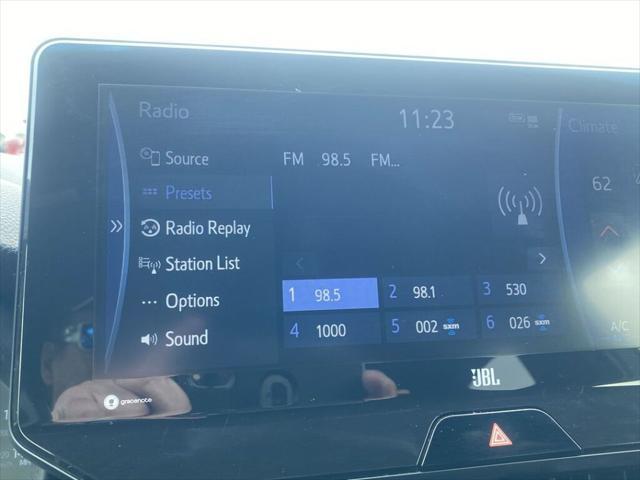 Radio
11:23
Climate
Source
FM 98.5 FM...
Presets
62
Radio Replay
Station List
1 98.5
2 98.1
3 530
Options
4 1000
5 002 sxm
6 026 sxm
A/C
Sound
JBL
gracenote